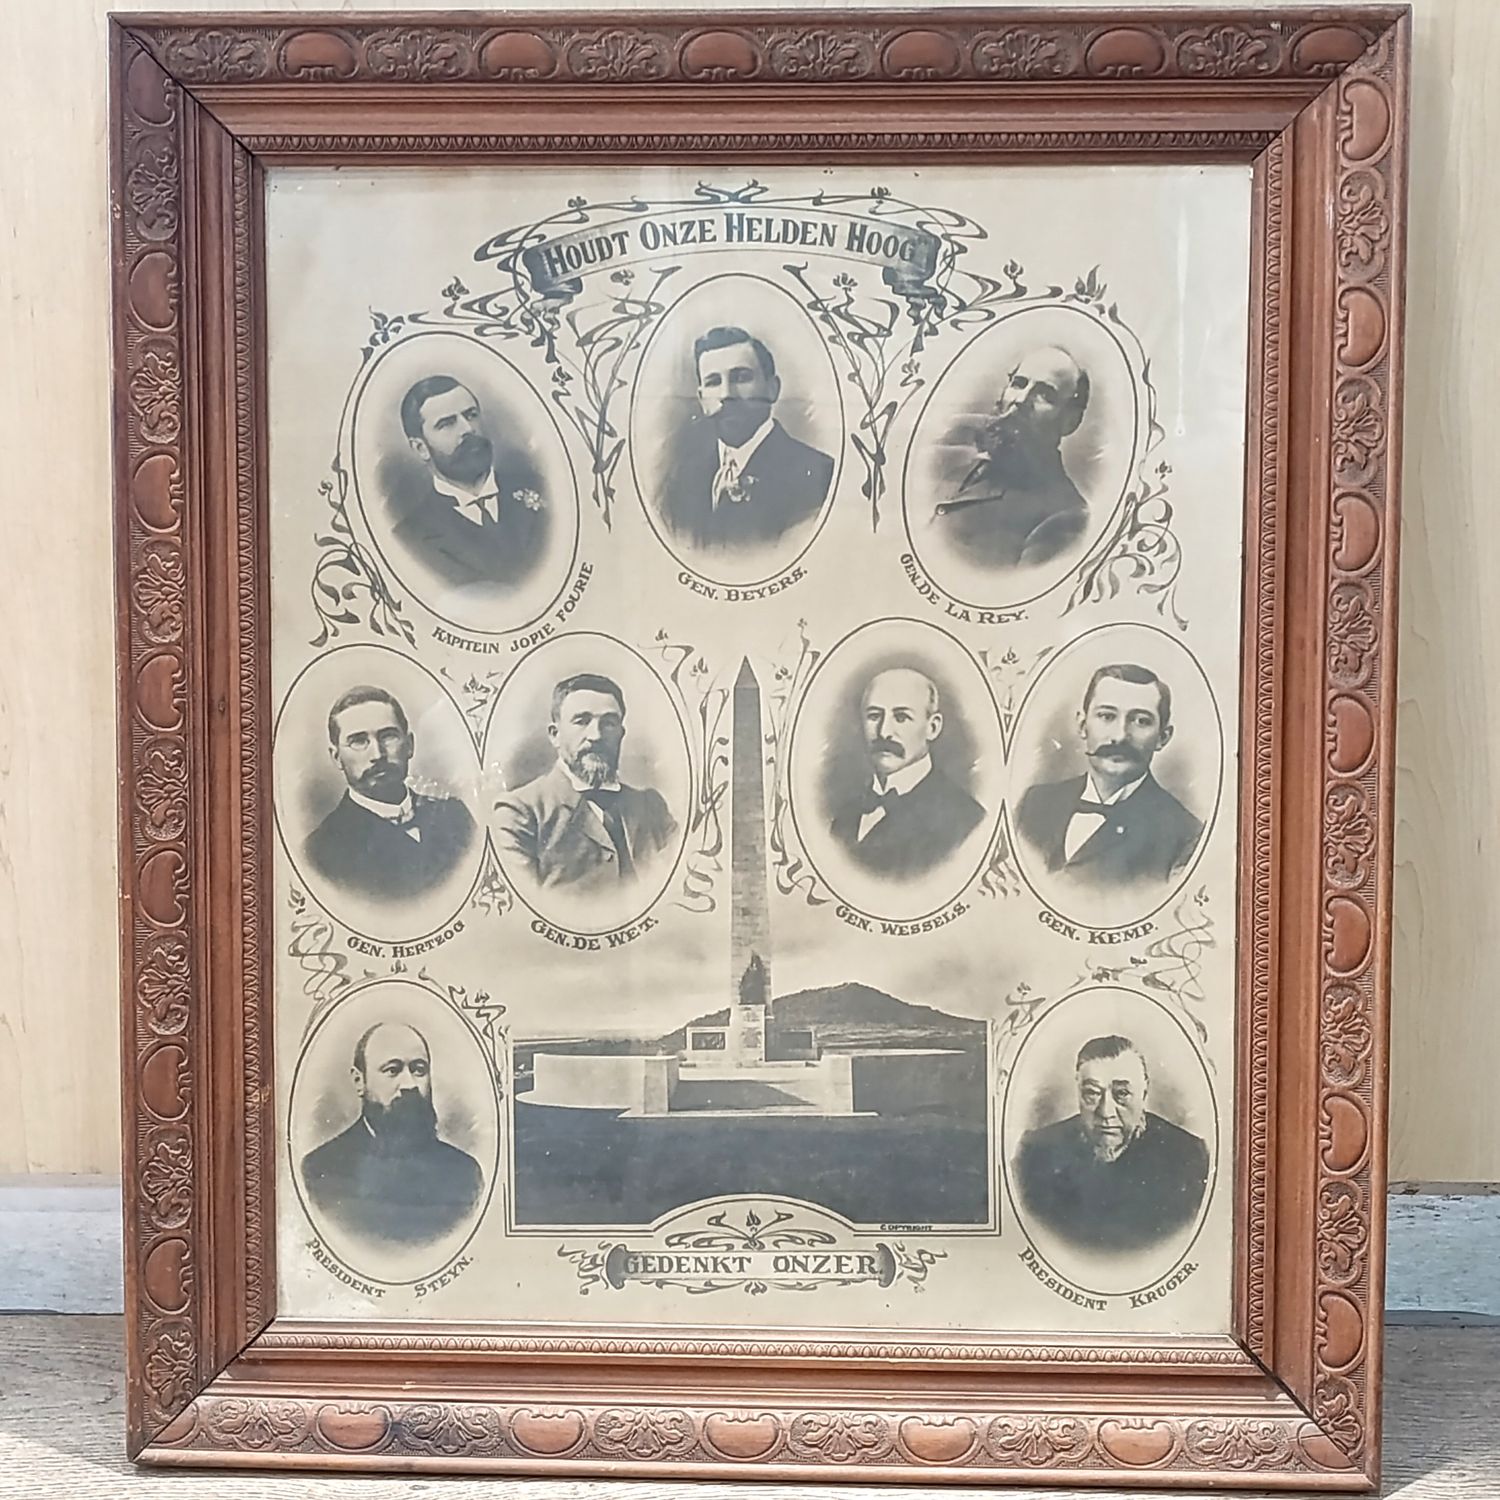 HOUDT ONZE HELDEN HOOG
KAPITEIN JOPIE FOURIE
GEN. BEYERS.
GEN. DE LA REY.
GEN. HERTZOG
GEN. DE WET.
GEN. WESSELS.
GEN. KEMP.
PRESIDENT STEYN.
COPYRIGHT
GEDENKT ONZER.
PRESIDENT KRUGER.